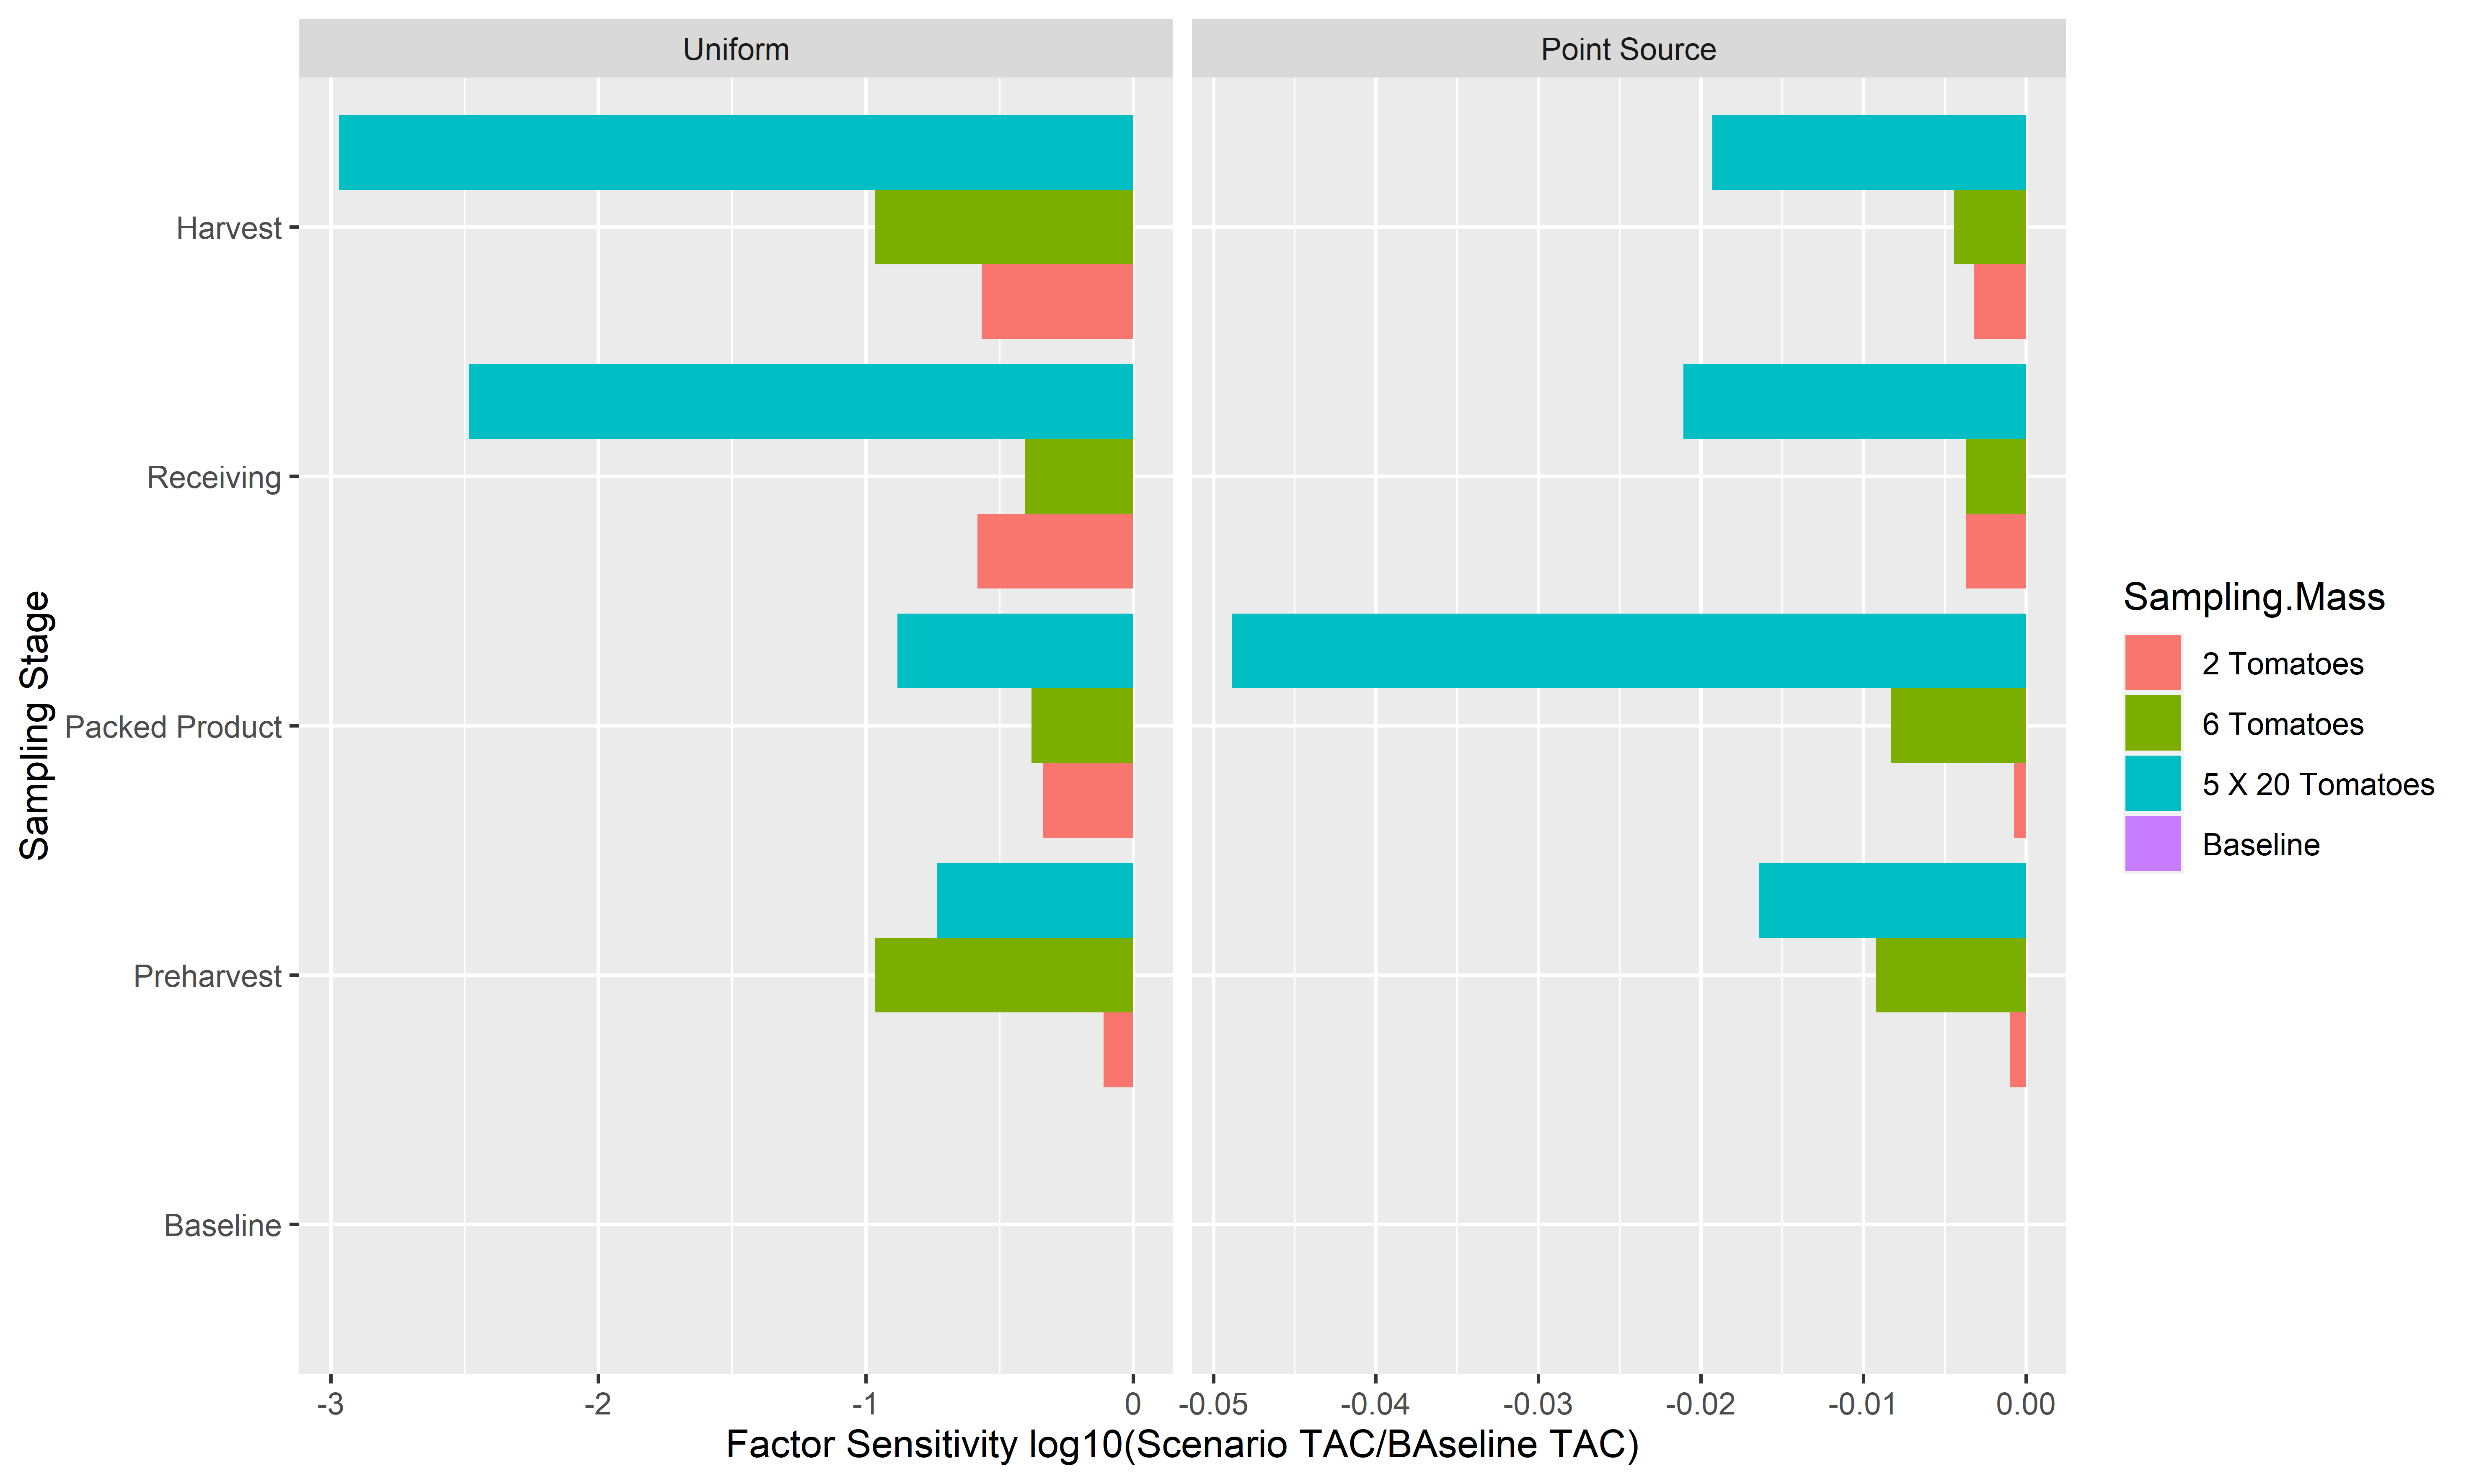 Uniform
Point Source
Sampling Stage
Harvest
Receiving
Packed Product
Preharvest
Baseline
-3 -2 -1 0
-0.05 -0.04 -0.03 -0.02 -0.01 0.00
Factor Sensitivity log10(Scenario TAC/BAseline TAC)
Sampling.Mass
2 Tomatoes
6 Tomatoes
5 X 20 Tomatoes
Baseline